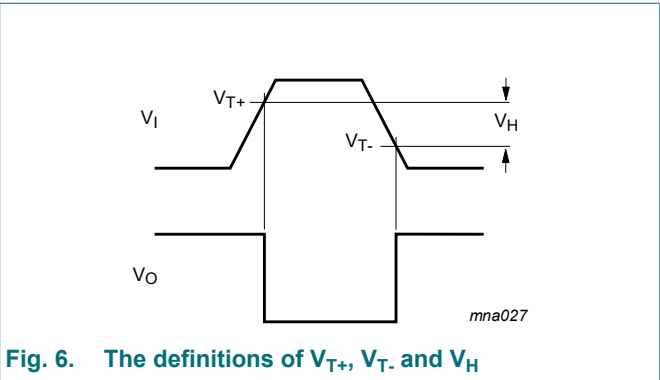 V_T+
V_I
V_H
V_T-
V_O
mna027
Fig. 6. The definitions of V_T+, V_T- and V_H